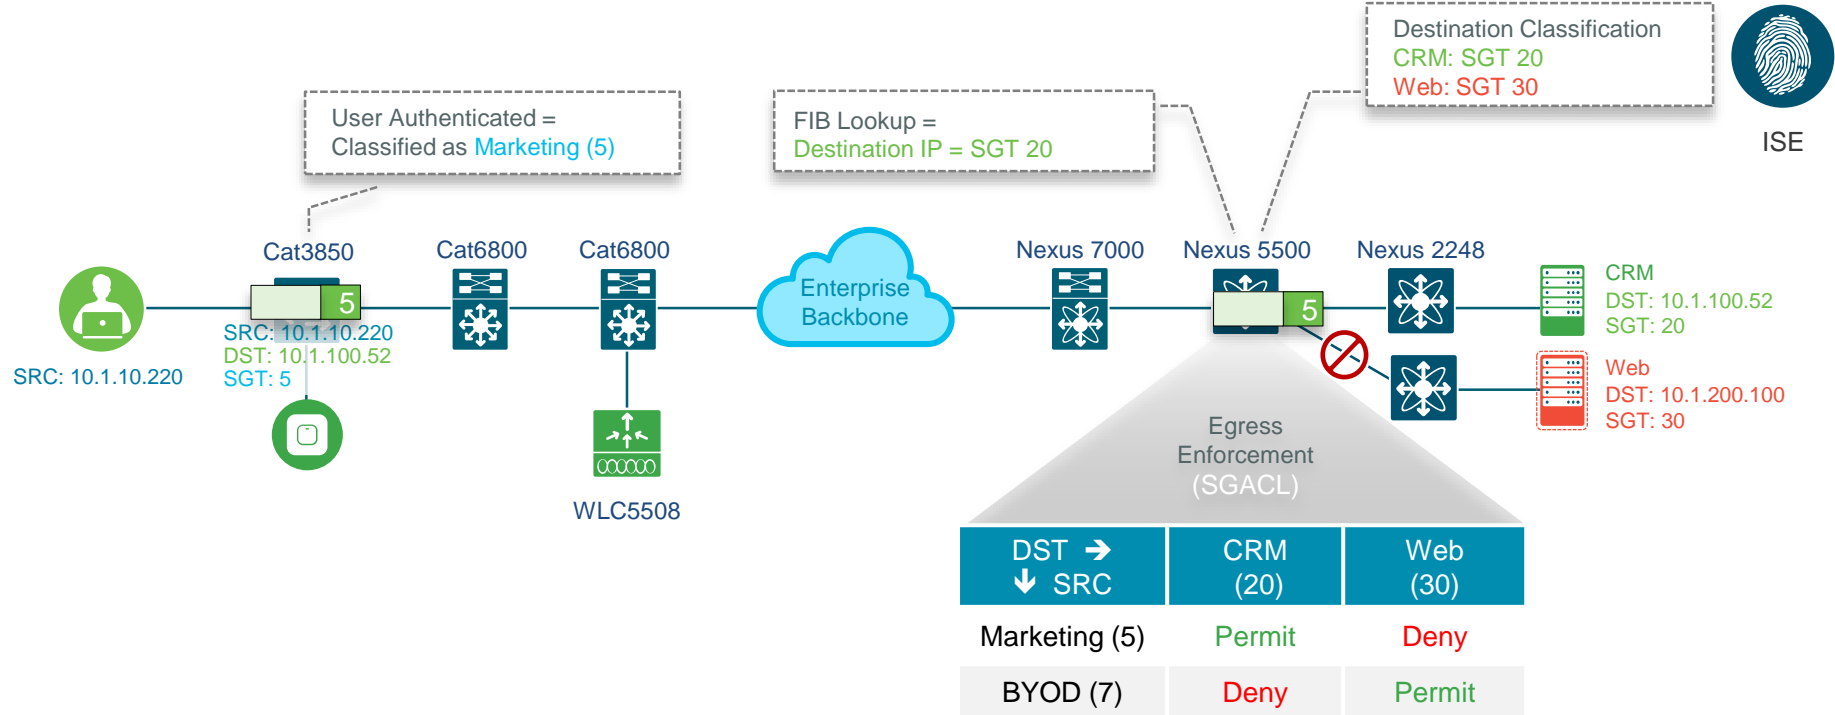 Destination Classification
CRM: SGT 20
Web: SGT 30
ISE
User Authenticated =
Classified as Marketing (5)
FIB Lookup =
Destination IP = SGT 20
Cat3850
Cat6800
Cat6800
Nexus 7000
Nexus 5500
Nexus 2248
5
Enterprise
Backbone
5
SRC: 10.1.10.220
SRC: 10.1.10.220
DST: 10.1.100.52
SGT: 5
CRM
DST: 10.1.100.52
SGT: 20
Web
DST: 10.1.200.100
SGT: 30
WLC5508
Egress
Enforcement
(SGACL)
DST ➔ CRM Web
🡻 SRC (20) (30)
Marketing (5) Permit Deny
BYOD (7) Deny Permit